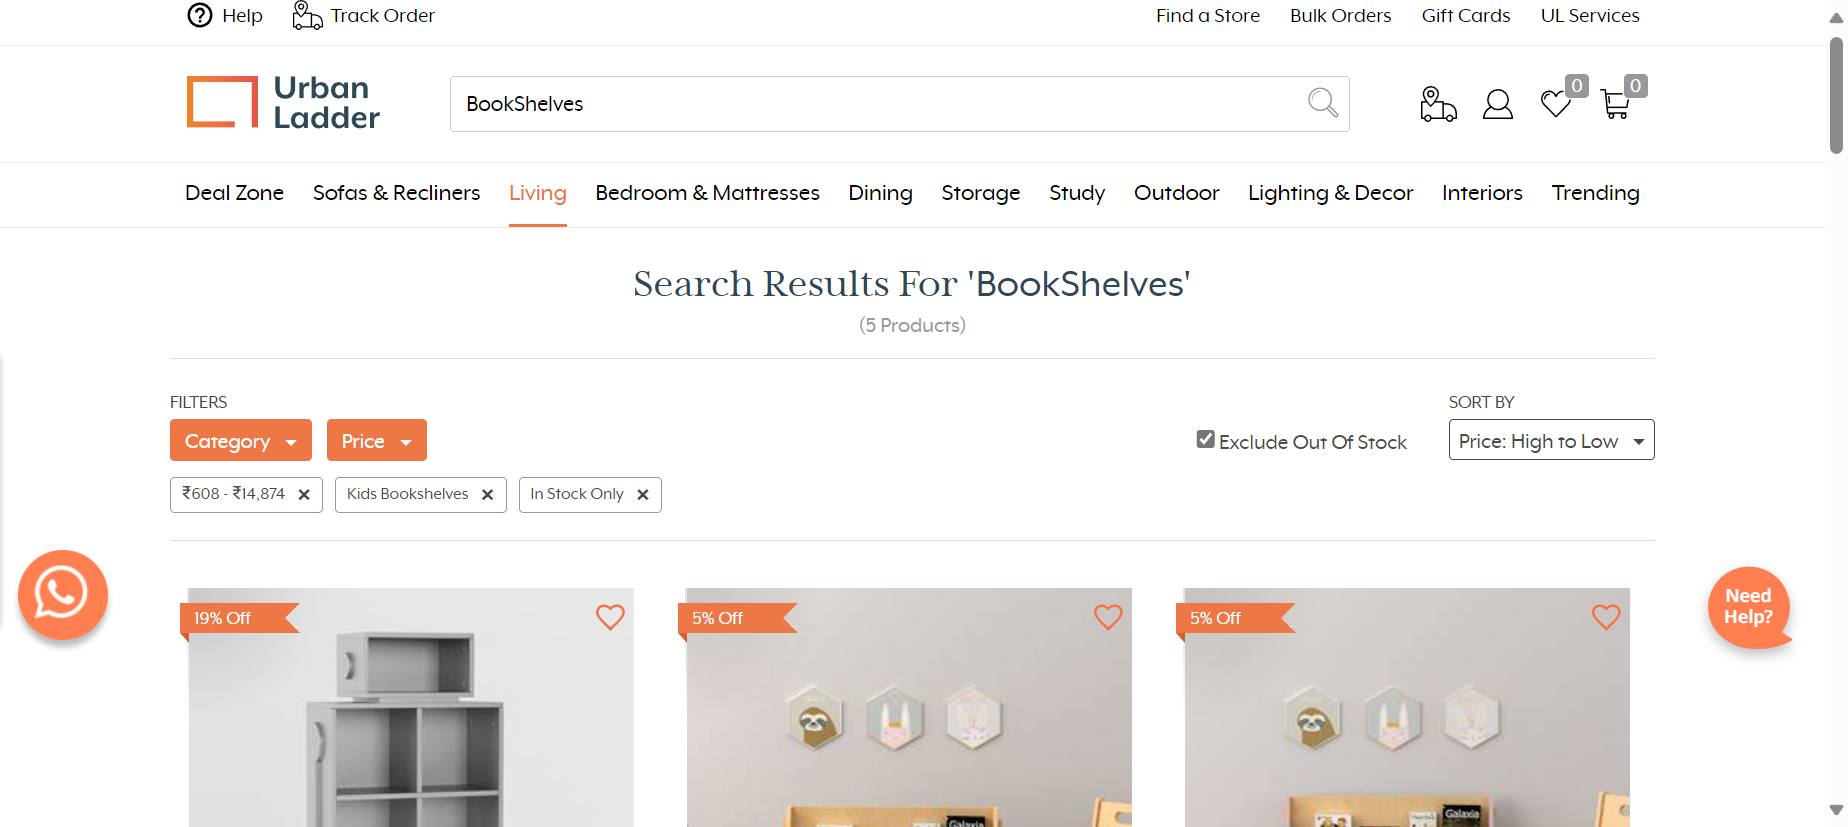 Help
Track Order
Find a Store
Bulk Orders
Gift Cards
UL Services
Urban
Ladder
BookShelves
0
0
Deal Zone
Sofas & Recliners
Living
Bedroom & Mattresses
Dining
Storage
Study
Outdoor
Lighting & Decor
Interiors
Trending
Search Results For 'BookShelves'
(5 Products)
FILTERS
SORT BY
Category
Price
Exclude Out Of Stock
Price: High to Low
₹608 - ₹14,874
Kids Bookshelves
In Stock Only
Need
Help?
19% Off
5% Off
5% Off
Galaxia
Galaxia